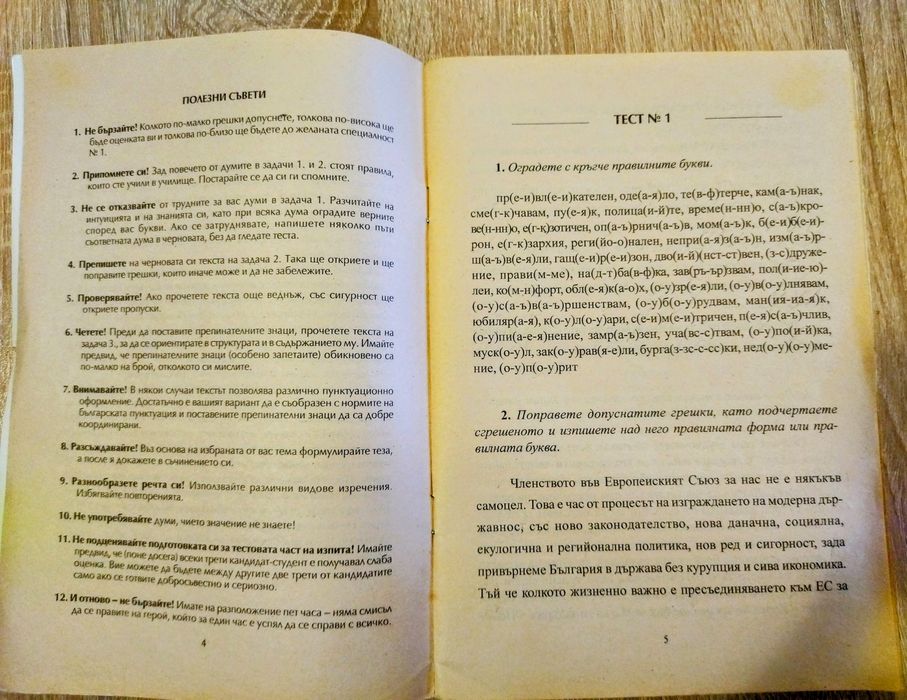 ПОЛЕЗНИ СЪВЕТИ
1. Не бързайте! Колкото по-малко грешки допуснете, толкова по-висока ще
бъде оценката ви и толкова по-близо ще бъдете до желаната специалност
№ 1.
2. Припомнете си! Зад повечето от думите в задачи 1. и 2. стоят правила,
които сте учили в училище. Постарайте се да си ги спомните.
3. Не се отказвайте от трудните за вас думи в задача 1. Разчитайте на
интуицията и на знанията си, като при всяка дума оградите верните
според вас букви. Ако се затруднявате, напишете няколко пъти
съответната дума в черновата, без да гледате теста.
4. Препишете на черновата си текста на задача 2. Така ще откриете и ще
поправите грешки, които иначе може и да не забележите.
5. Проверявайте! Ако прочетете текста още веднъж, със сигурност ще
откриете пропуски.
6. Четете! Преди да поставите препинателните знаци, прочетете текста на
задача 3., за да се ориентирате в структурата и в съдържанието му. Имайте
предвид, че препинателните знаци (особено запетаите) обикновено са
по-малко на брой, отколкото си мислите.
7. Внимавайте! В някои случаи текстът позволява различно пунктуационно
оформление. Достатъчно е вашият вариант да е съобразен с нормите на
българската пунктуация и поставените препинателни знаци да са добре
координирани.
8. Разсъждавайте! Въз основа на избраната от вас тема формулирайте теза,
а после я докажете в съчинението си.
9. Разнообразете речта си! Използвайте различни видове изречения.
Избягвайте повторенията.
10. Не употребявайте думи, чието значение не знаете!
11. Не подценявайте подготовката си за тестовата част на изпита! Имайте
предвид, че (поне досега) всеки трети кандидат-студент е получавал слаба
оценка. Вие можете да бъдете между другите две трети от кандидатите
само ако се готвите добросъвестно и сериозно.
12. И отново – не бързайте! Имате на разположение пет часа – няма смисъл
да се правите на герой, който за един час е успял да се справи с всичко.
4
ТЕСТ № 1
1. Оградете с кръгче правилните букви.
пр(е-и)вл(е-и)кателен, оде(а-я)ло, те(в-ф)терче, кам(а-ъ)нак,
сме(г-к)чавам, пу(е-я)к, полица(и-й)те, време(н-нн)о, с(а-ъ)кро-
ве(н-нн)о, е(г-к)зотичен, оп(а-ъ)рнич(а-ъ)в, мом(а-ъ)к, б(е-и)б(е-и)-
рон, е(г-к)зархия, реги(йо-о)нален, непри(а-я)з(а-ъ)н, изм(а-ъ)р-
ш(а-ъ)в(е-я)ли, гащ(е-и)р(е-и)зон, дво(и-й)(нст-ст)вен, (з-с)друже-
ние, прави(м-ме), на(д-т)ба(в-ф)ка, зав(ръ-ър)звам, пол(и-ие-ю)-
леи, ко(м-н)форт, обл(е-я)к(а-о)х, (о-у)зр(е-я)ли, (о-у)в(о-у)лнявам,
(о-у)с(а-ъ)в(а-ъ)ршенствам, (о-у)б(о-у)рудвам, ман(ия-иа-я)к,
юбиляр(а-я), к(о-у)л(о-у)ари, с(е-и)м(е-и)тричен, п(е-я)с(а-ъ)члив,
(о-у)пи(а-е-я)нение, замр(а-ъ)зен, уча(вс-с)твам, (о-у)по(и-й)ка,
муск(о-у)л, зак(о-у)рав(я-е)ли, бурга(з-зс-с-сс)ки, нед(о-у)(о-у)ме-
ние, (о-у)п(о-у)рит
2. Поправете допуснатите грешки, като подчертаете
сгрешеното и изпишете над него правилната форма или пра-
вилната буква.
Членството във Европеиският Съюз за нас не е някъкъв
самоцел. Това е час от процесът на изграждането на модерна дър-
жавност, със ново законодателство, нова даначна, социялна,
екулогична и регийонална политика, нов ред и сигорност, зада
привърнеме България в държава без курупция и сива икономика.
Тъй че колкото жизненно важно е пресъединяването към ЕС за
5